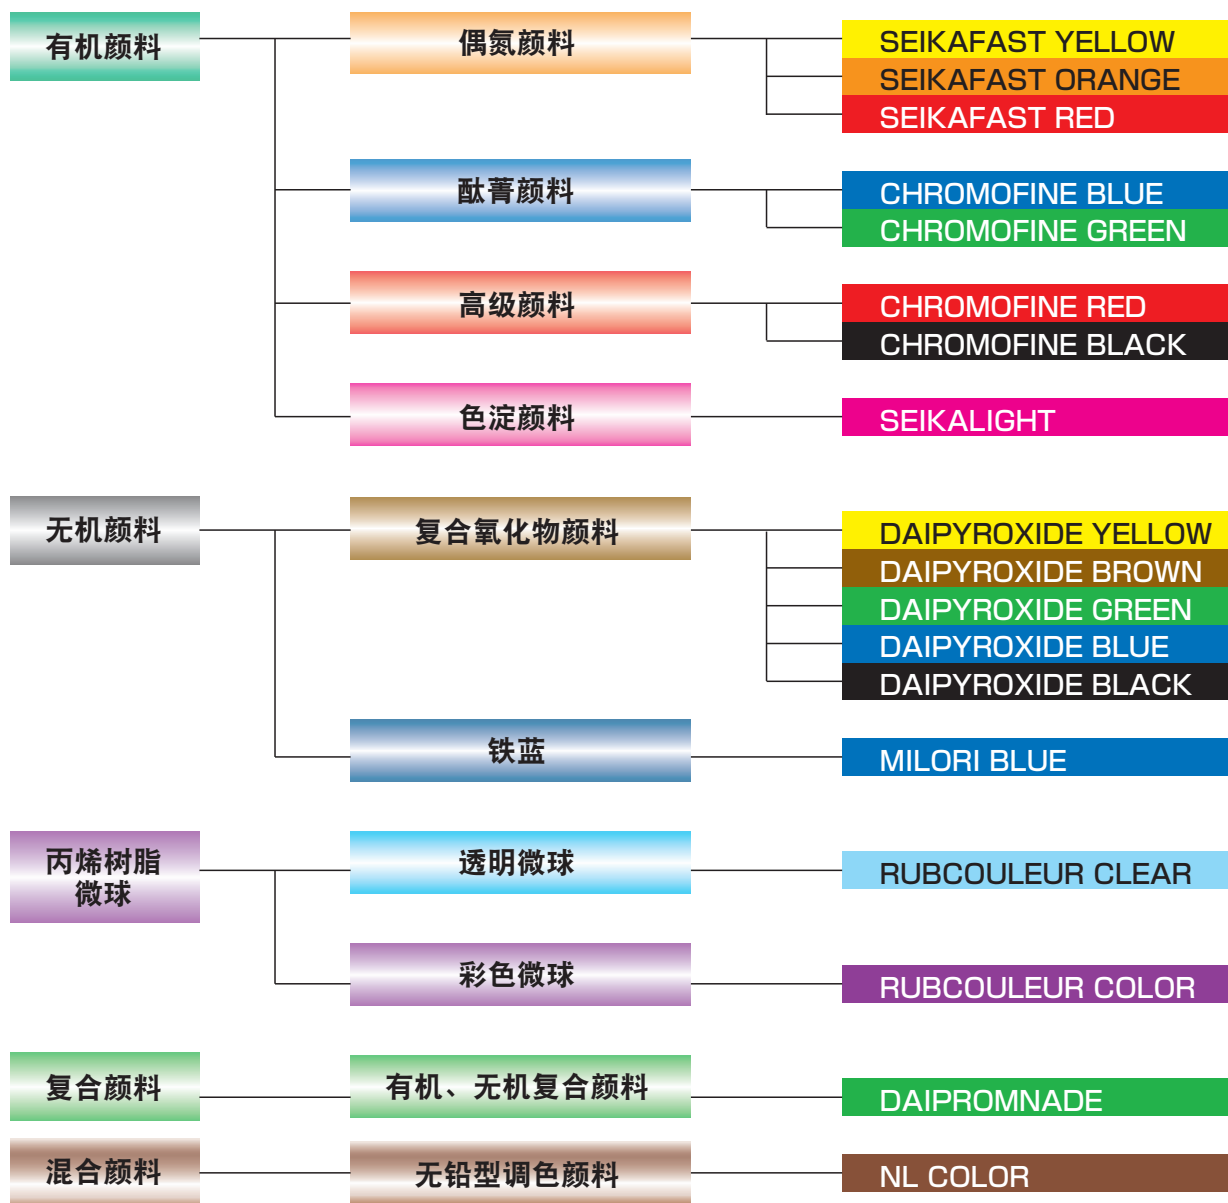 有机颜料
偶氮颜料
SEIKAFAST YELLOW
SEIKAFAST ORANGE
SEIKAFAST RED
酞菁颜料
CHROMOFINE BLUE
CHROMOFINE GREEN
高级颜料
CHROMOFINE RED
CHROMOFINE BLACK
色淀颜料
SEIKALIGHT
无机颜料
复合氧化物颜料
DAIPYROXIDE YELLOW
DAIPYROXIDE BROWN
DAIPYROXIDE GREEN
DAIPYROXIDE BLUE
DAIPYROXIDE BLACK
铁蓝
MILORI BLUE
丙烯树脂
微球
透明微球
RUBCOULEUR CLEAR
彩色微球
RUBCOULEUR COLOR
复合颜料
有机、无机复合颜料
DAIPROMNADE
混合颜料
无铅型调色颜料
NL COLOR